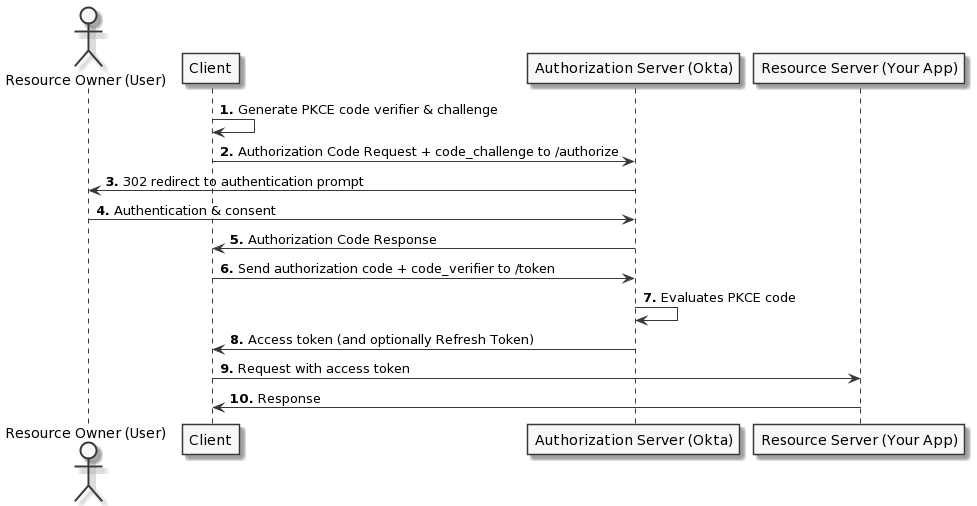 Resource Owner (User)
Client
Authorization Server (Okta)
Resource Server (Your App)
1. Generate PKCE code verifier & challenge
2. Authorization Code Request + code_challenge to /authorize
3. 302 redirect to authentication prompt
4. Authentication & consent
5. Authorization Code Response
6. Send authorization code + code_verifier to /token
7. Evaluates PKCE code
8. Access token (and optionally Refresh Token)
9. Request with access token
10. Response
Resource Owner (User)
Client
Authorization Server (Okta)
Resource Server (Your App)